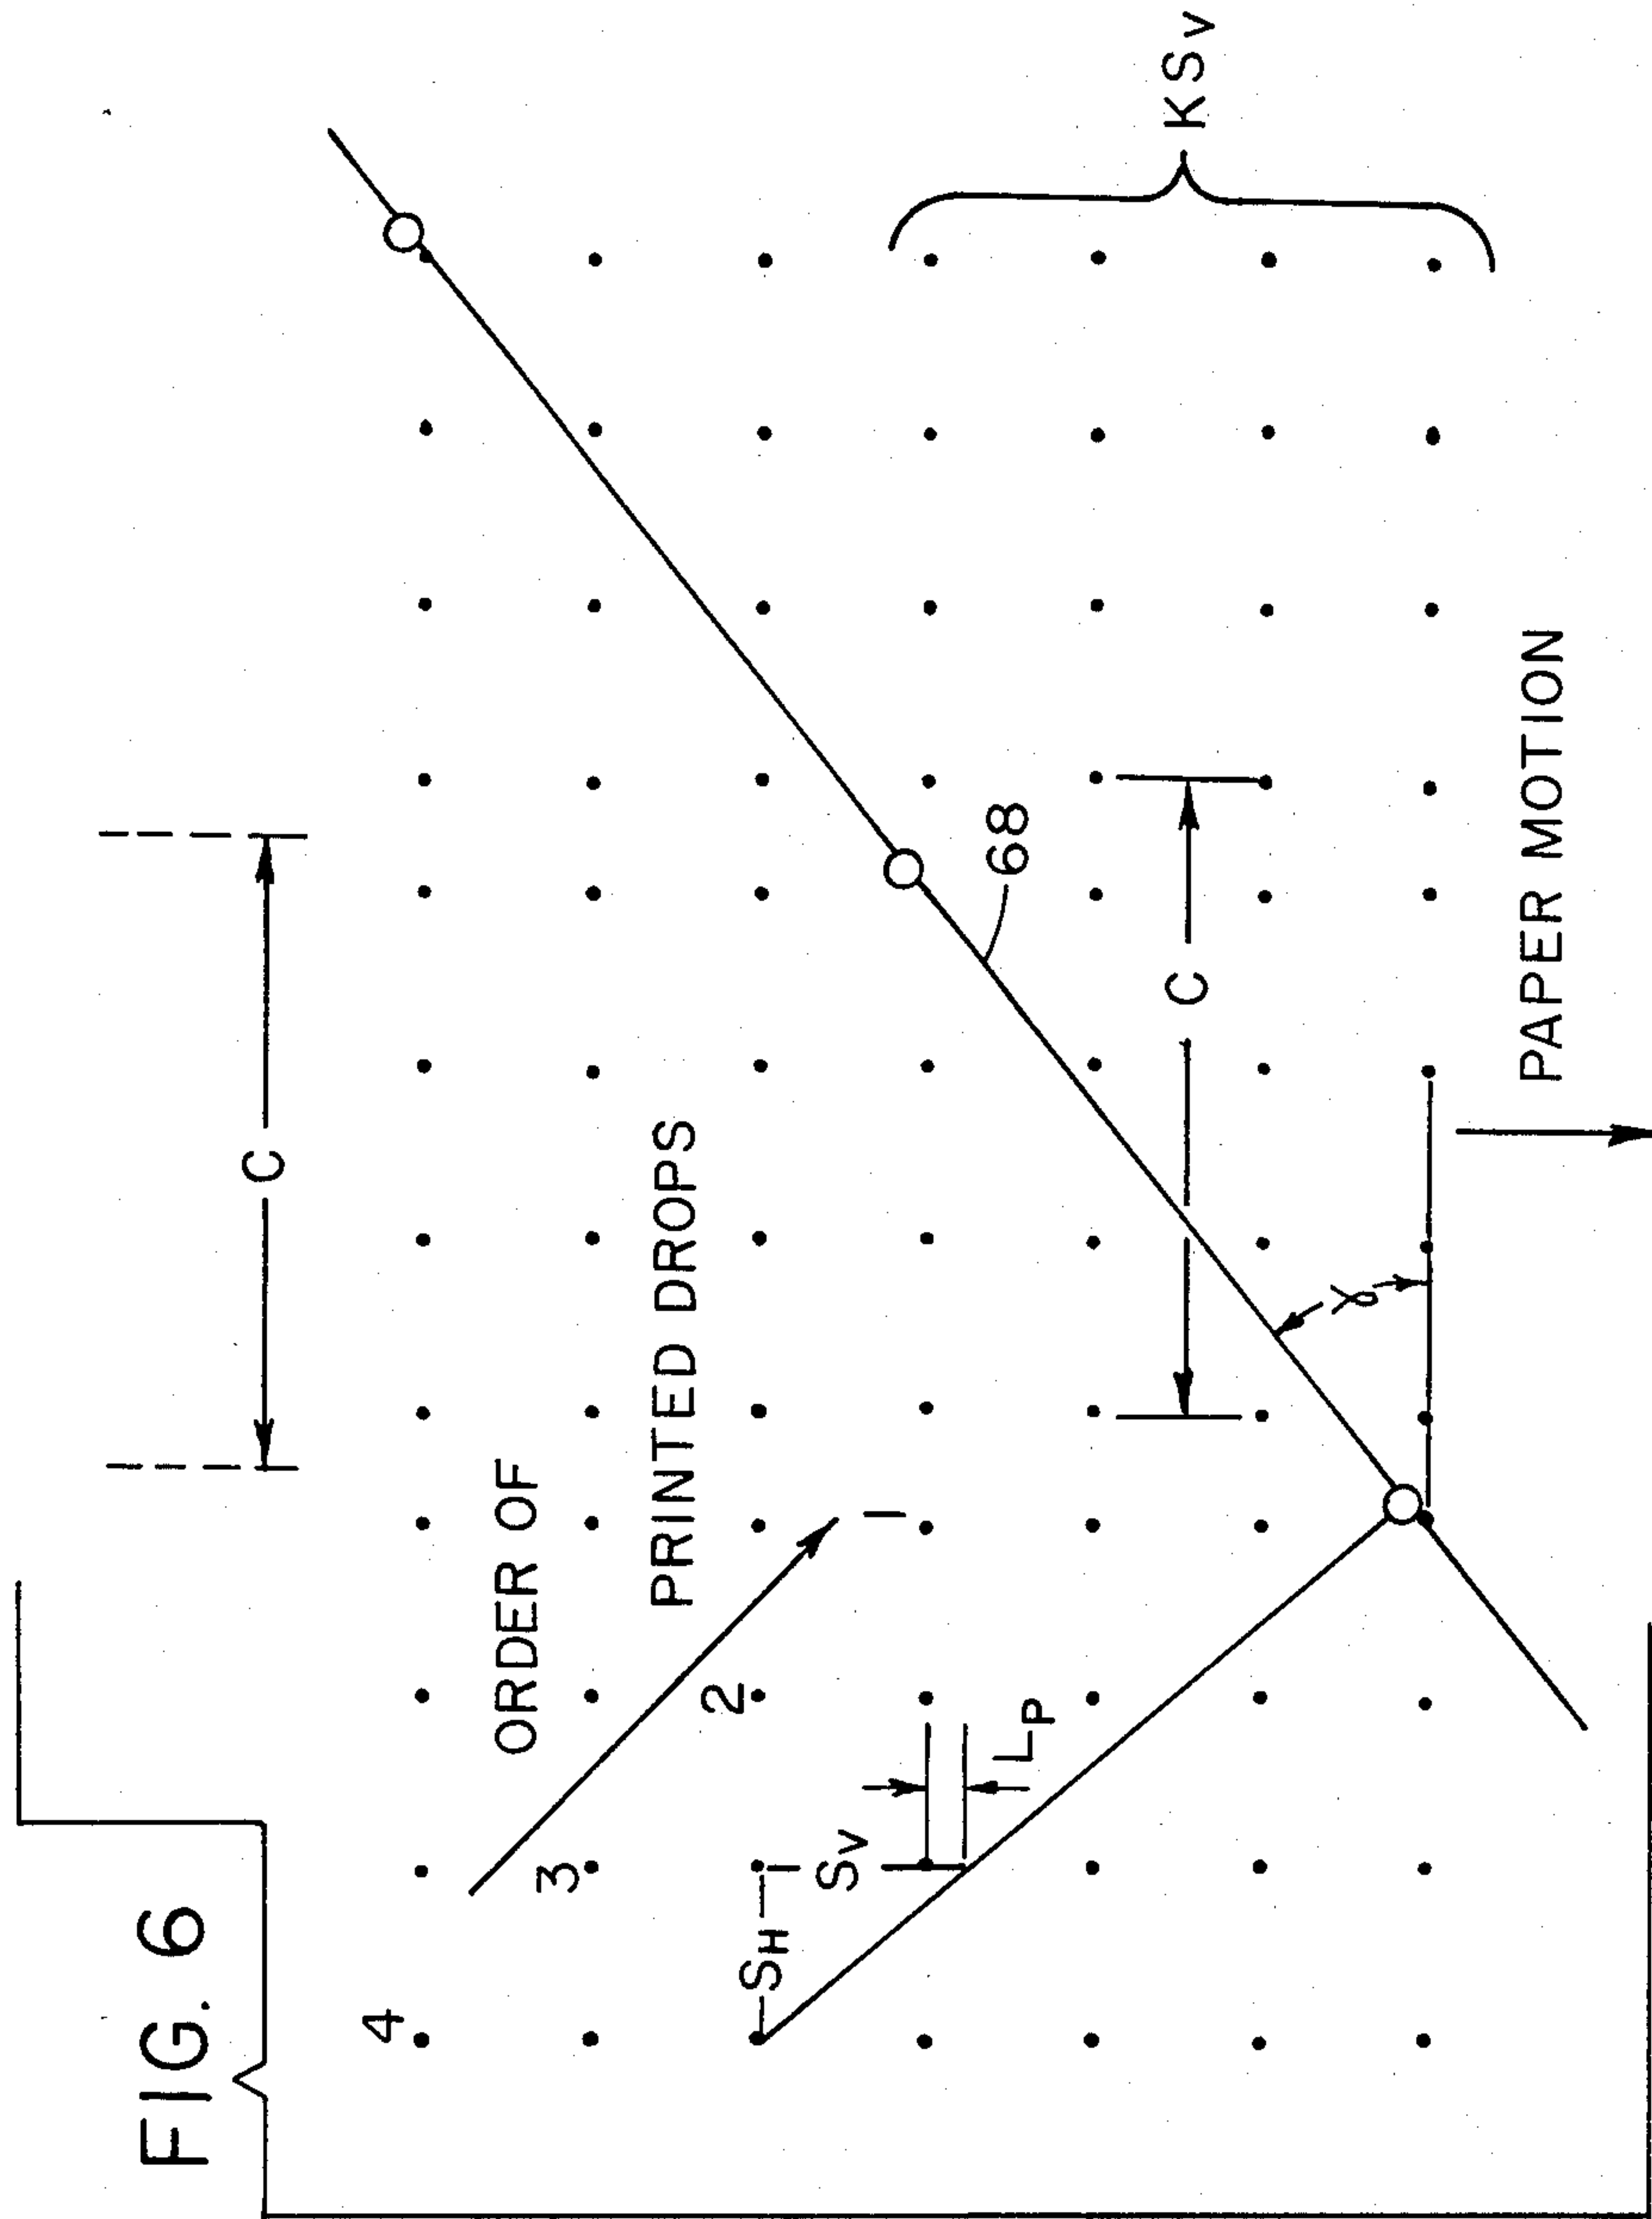 FIG. 6
C
4
3
2
1
ORDER OF
PRINTED DROPS
SH
SV
LP
68
C
γ
KSV
PAPER MOTION